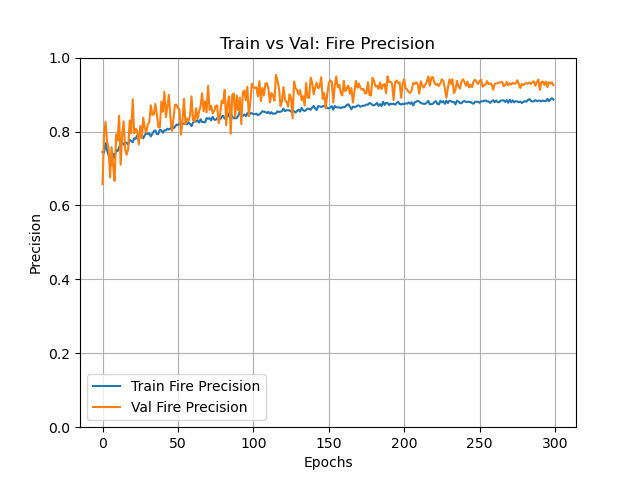 Train vs Val: Fire Precision
1.0
0.8
0.6
0.4
0.2
0.0
Precision
Train Fire Precision
Val Fire Precision
0 50 100 150 200 250 300
Epochs